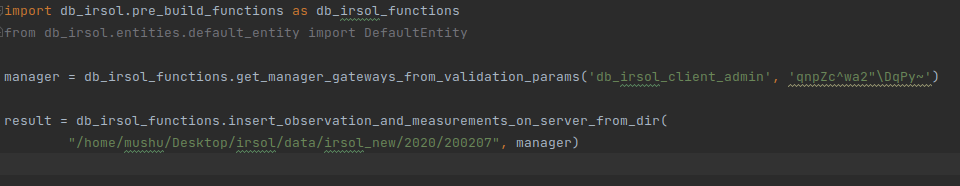 import db_irsol.pre_build_functions as db_irsol_functions
from db_irsol.entities.default_entity import DefaultEntity
manager = db_irsol_functions.get_manager_gateways_from_validation_params('db_irsol_client_admin', 'qnpZc^wa2"\DqPy~')
result = db_irsol_functions.insert_observation_and_measurements_on_server_from_dir(
"/home/mushu/Desktop/irsol/data/irsol_new/2020/200207", manager)